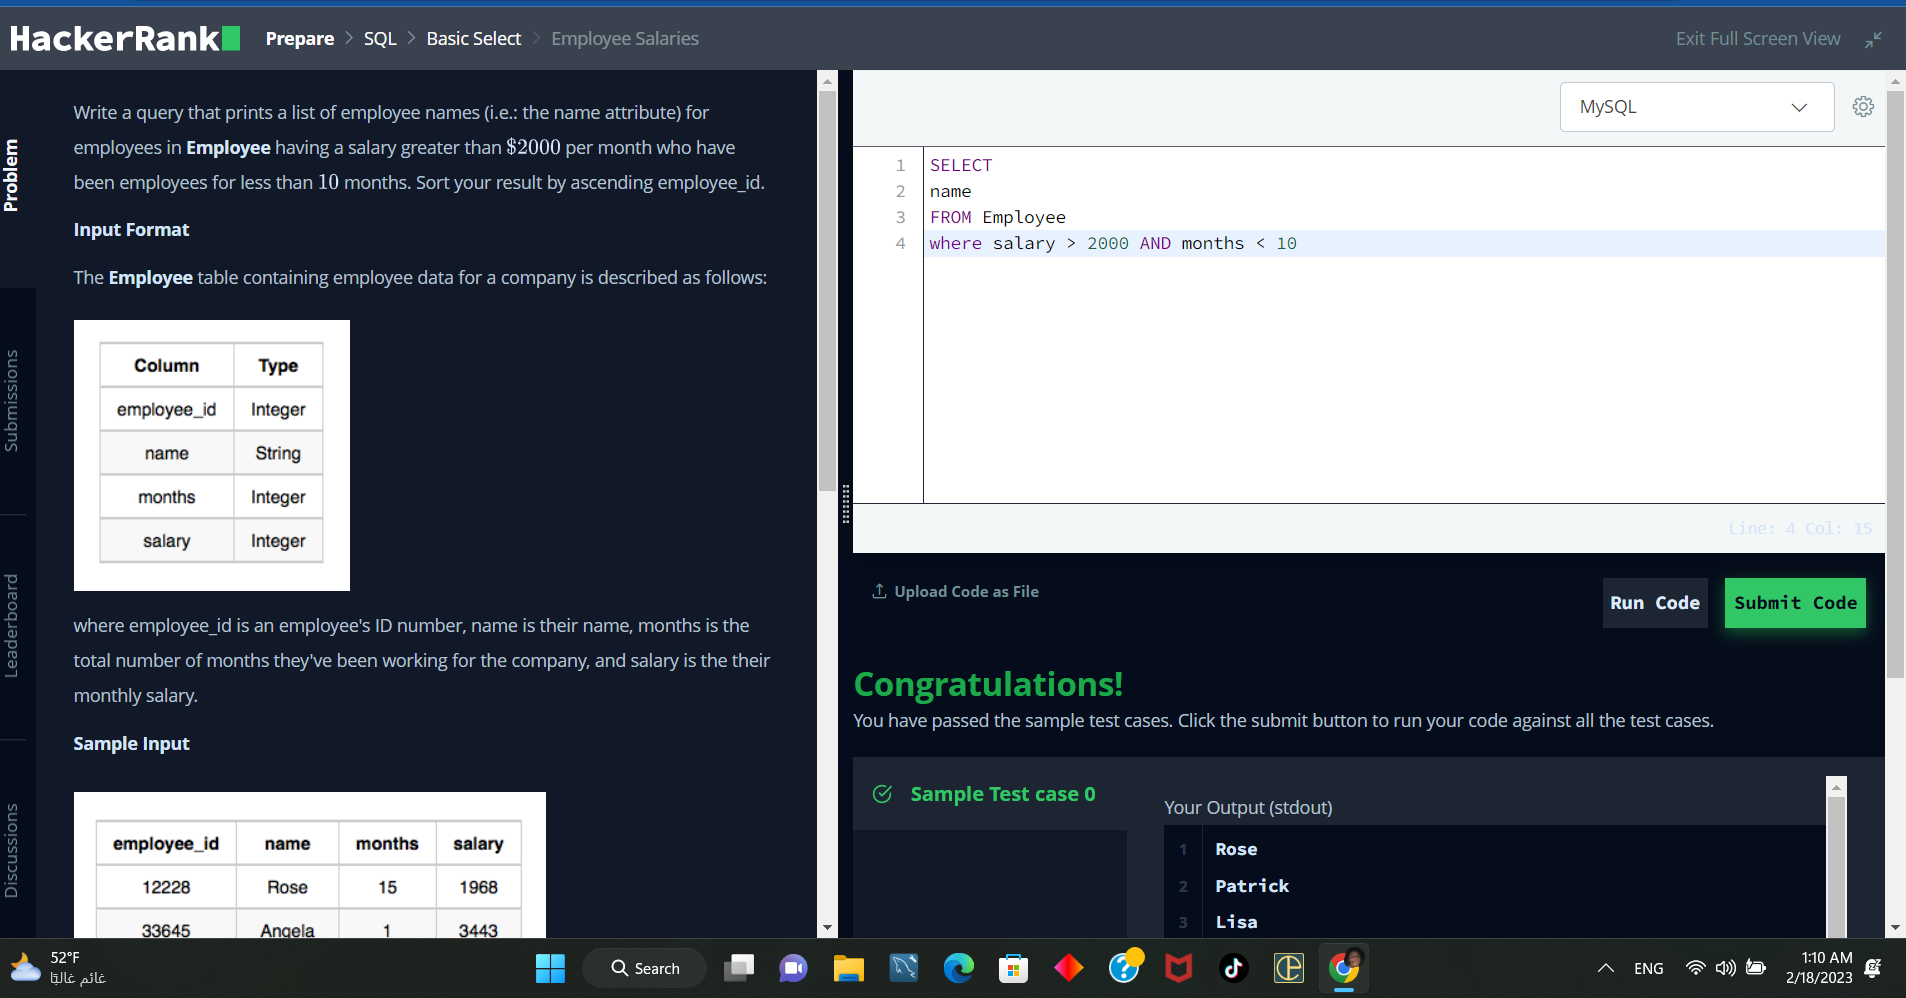 HackerRank
Prepare > SQL > Basic Select > Employee Salaries
Exit Full Screen View
Problem
Submissions
Leaderboard
Discussions
Write a query that prints a list of employee names (i.e.: the name attribute) for
employees in Employee having a salary greater than $2000 per month who have
been employees for less than 10 months. Sort your result by ascending employee_id.
Input Format
The Employee table containing employee data for a company is described as follows:
Column Type
employee_id Integer
name String
months Integer
salary Integer
where employee_id is an employee's ID number, name is their name, months is the
total number of months they've been working for the company, and salary is the their
monthly salary.
Sample Input
employee_id name months salary
12228 Rose 15 1968
33645 Angela 1 3443
MySQL
1 SELECT
2 name
3 FROM Employee
4 where salary > 2000 AND months < 10
Line: 4 Col: 15
Upload Code as File
Run Code
Submit Code
Congratulations!
You have passed the sample test cases. Click the submit button to run your code against all the test cases.
Sample Test case 0
Your Output (stdout)
1 Rose
2 Patrick
3 Lisa
52°F
غائم غالبًا
Search
ENG
1:10 AM
2/18/2023